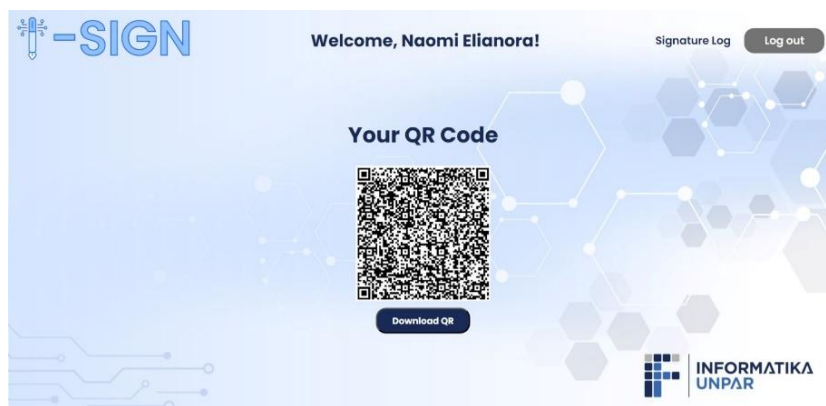 -SIGN
Welcome, Naomi Elianora!
Signature Log
Log out
Your QR Code
Download QR
INFORMATIKA
UNPAR